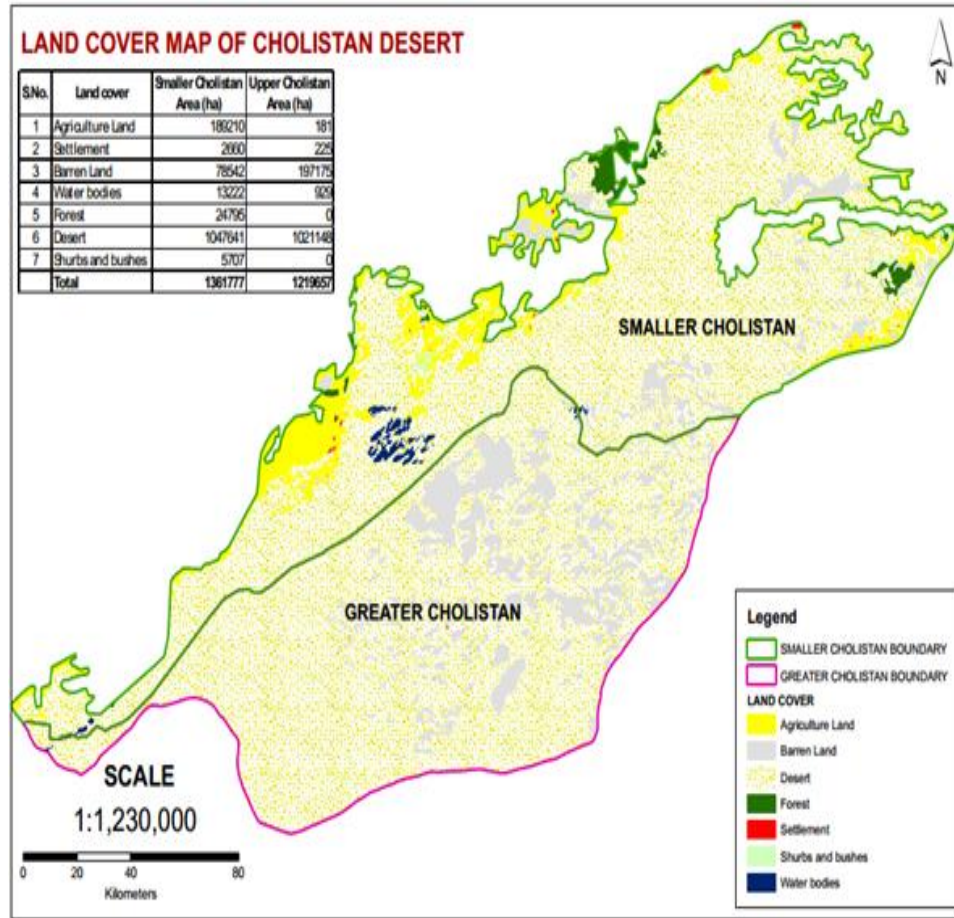 LAND COVER MAP OF CHOLISTAN DESERT
N
S.No. Land cover Smaller Cholistan Area (ha) Upper Cholistan Area (ha)
1 Agriculture Land 189210 181
2 Settlement 2660 225
3 Barren Land 78542 197175
4 Water bodies 13222 929
5 Forest 24795 0
6 Desert 1047641 1021148
7 Shurbs and bushes 5707 0
Total 1361777 1219657
SMALLER CHOLISTAN
GREATER CHOLISTAN
SCALE
1:1,230,000
0 20 40 80
Kilometers
Legend
SMALLER CHOLISTAN BOUNDARY
GREATER CHOLISTAN BOUNDARY
LAND COVER
Agriculture Land
Barren Land
Desert
Forest
Settlement
Shurbs and bushes
Water bodies